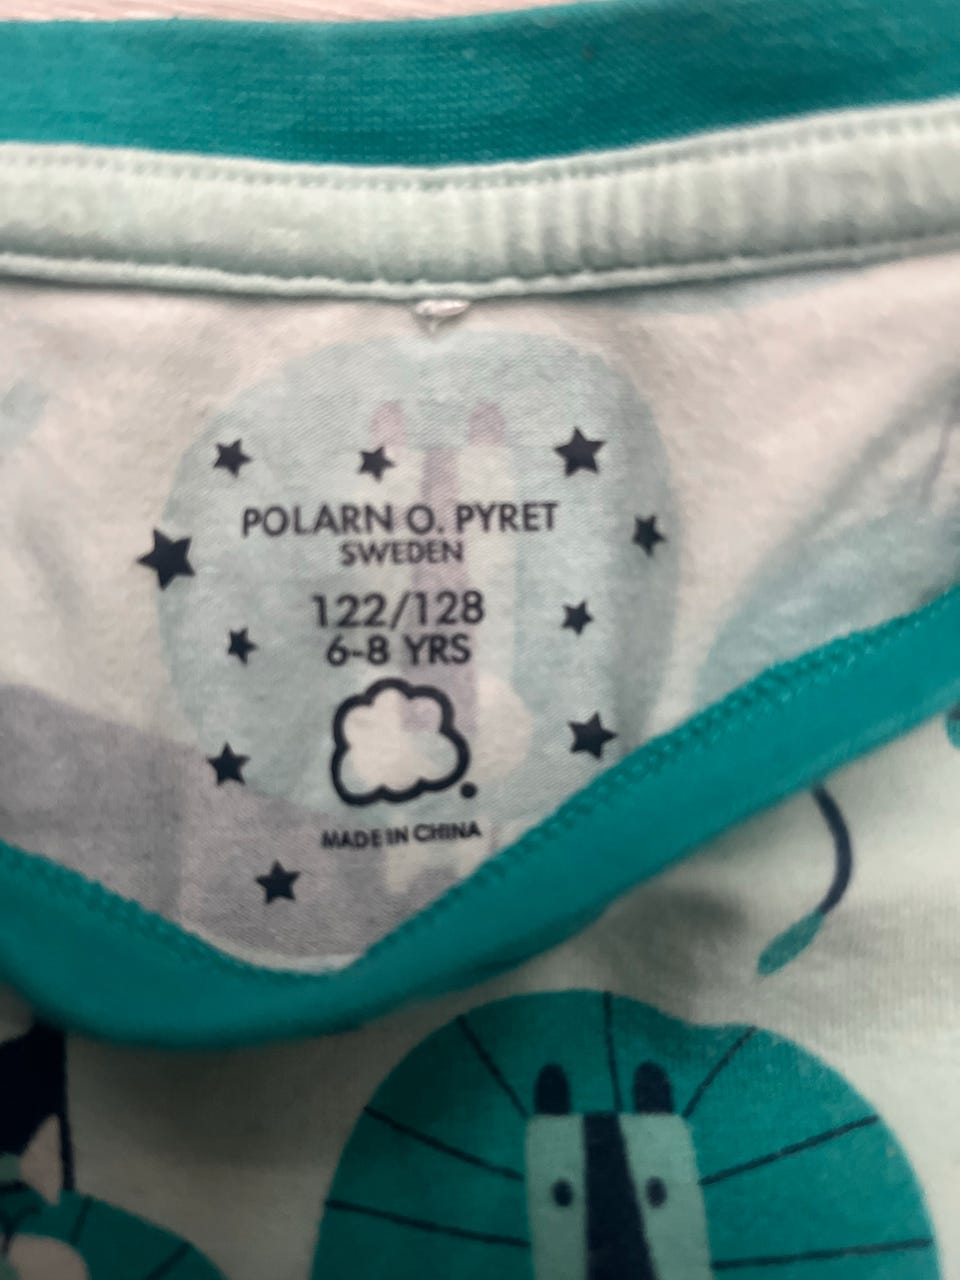 POLARN O. PYRET
SWEDEN
122/128
6-8 YRS
MADE IN CHINA